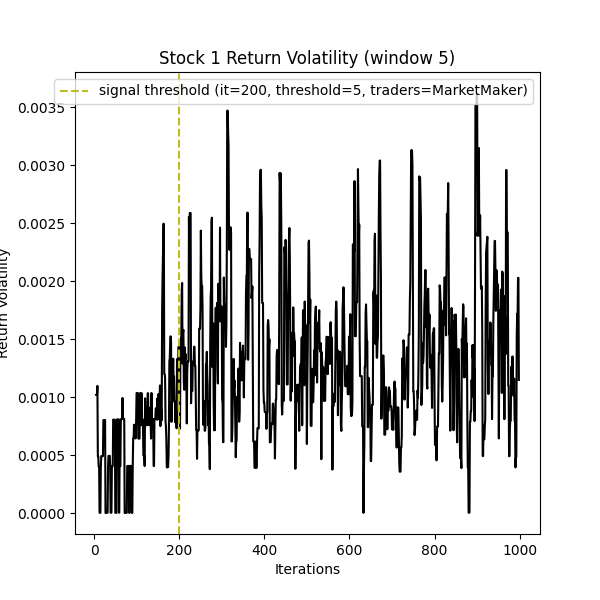 Stock 1 Return Volatility (window 5)
signal threshold (it=200, threshold=5, traders=MarketMaker)
0.0035
0.0030
0.0025
0.0020
0.0015
0.0010
0.0005
0.0000
Return Volatility
0 200 400 600 800 1000
Iterations